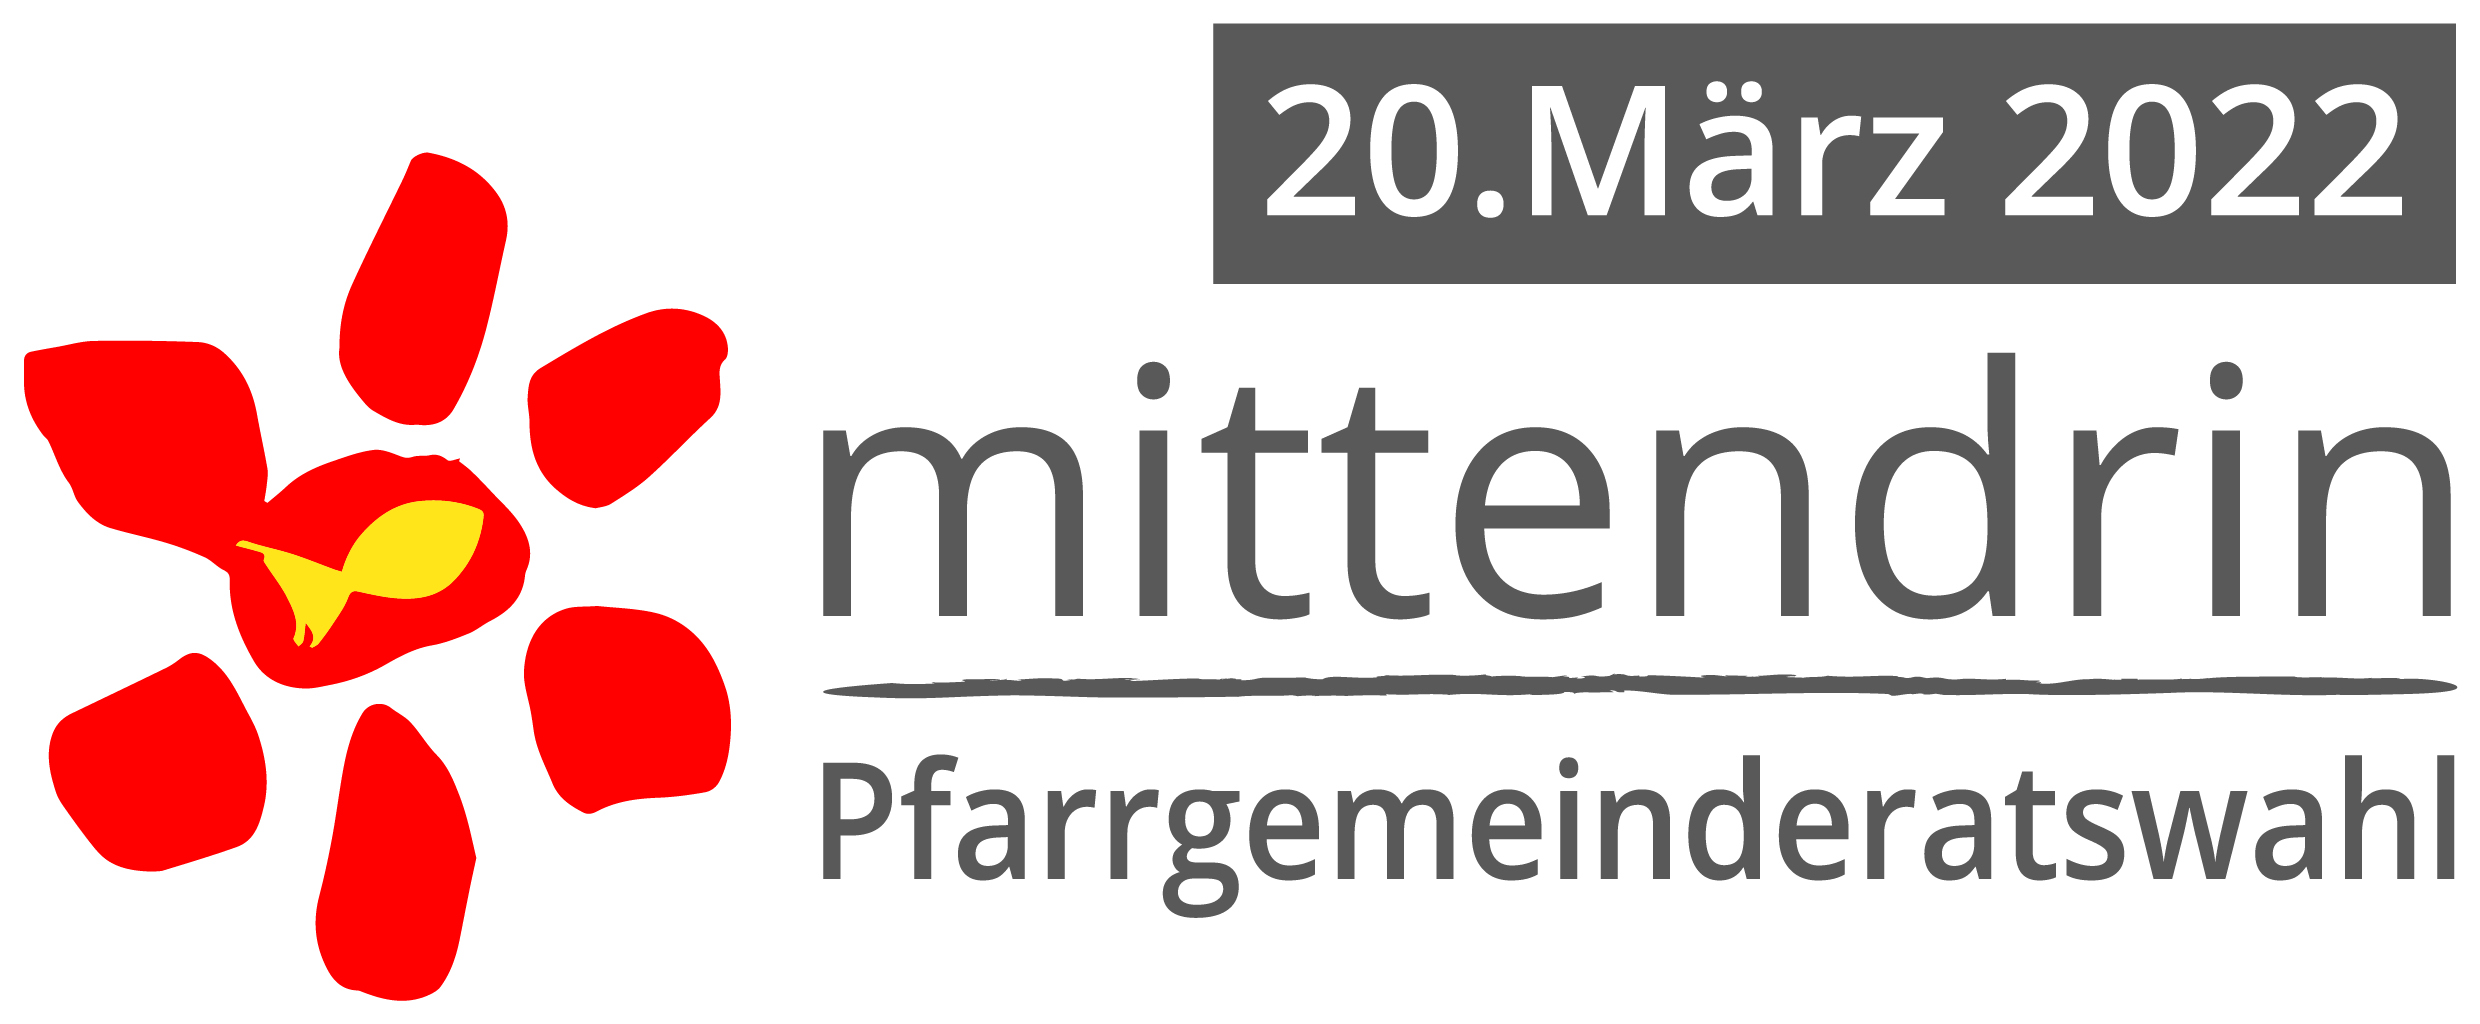 20.März 2022
mittendrin
Pfarrgemeinderatswahl